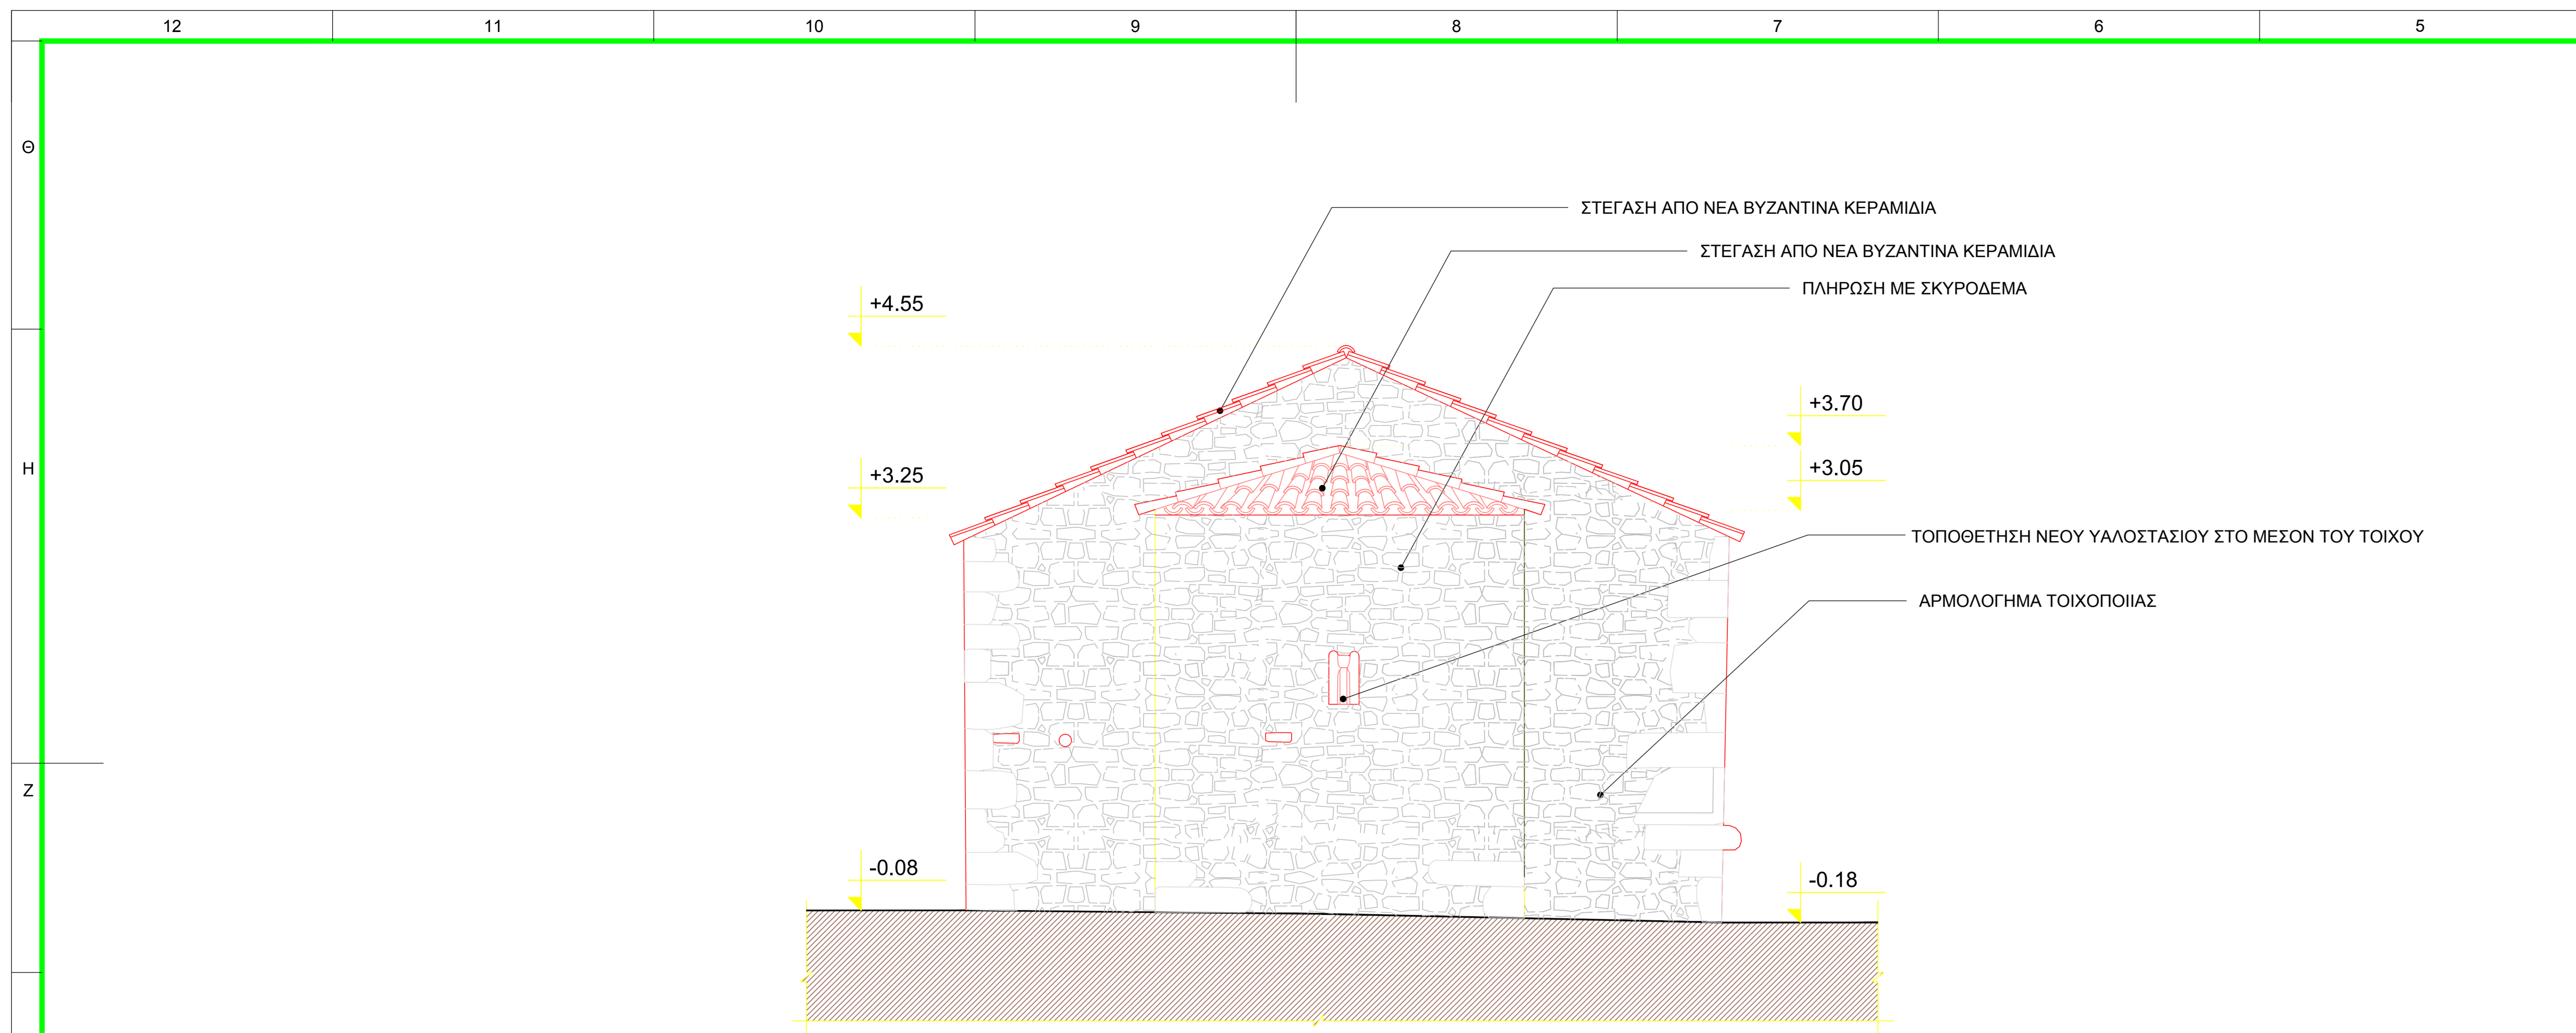 12 11 10 9 8 7 6 5
Θ
ΣΤΕΓΑΣΗ ΑΠΟ ΝΕΑ ΒΥΖΑΝΤΙΝΑ ΚΕΡΑΜΙΔΙΑ
ΣΤΕΓΑΣΗ ΑΠΟ ΝΕΑ ΒΥΖΑΝΤΙΝΑ ΚΕΡΑΜΙΔΙΑ
ΠΛΗΡΩΣΗ ΜΕ ΣΚΥΡΟΔΕΜΑ
+4.55
+3.70
Η
+3.25
+3.05
ΤΟΠΟΘΕΤΗΣΗ ΝΕΟΥ ΥΑΛΟΣΤΑΣΙΟΥ ΣΤΟ ΜΕΣΟΝ ΤΟΥ ΤΟΙΧΟΥ
ΑΡΜΟΛΟΓΗΜΑ ΤΟΙΧΟΠΟΙΙΑΣ
Ζ
-0.08
-0.18